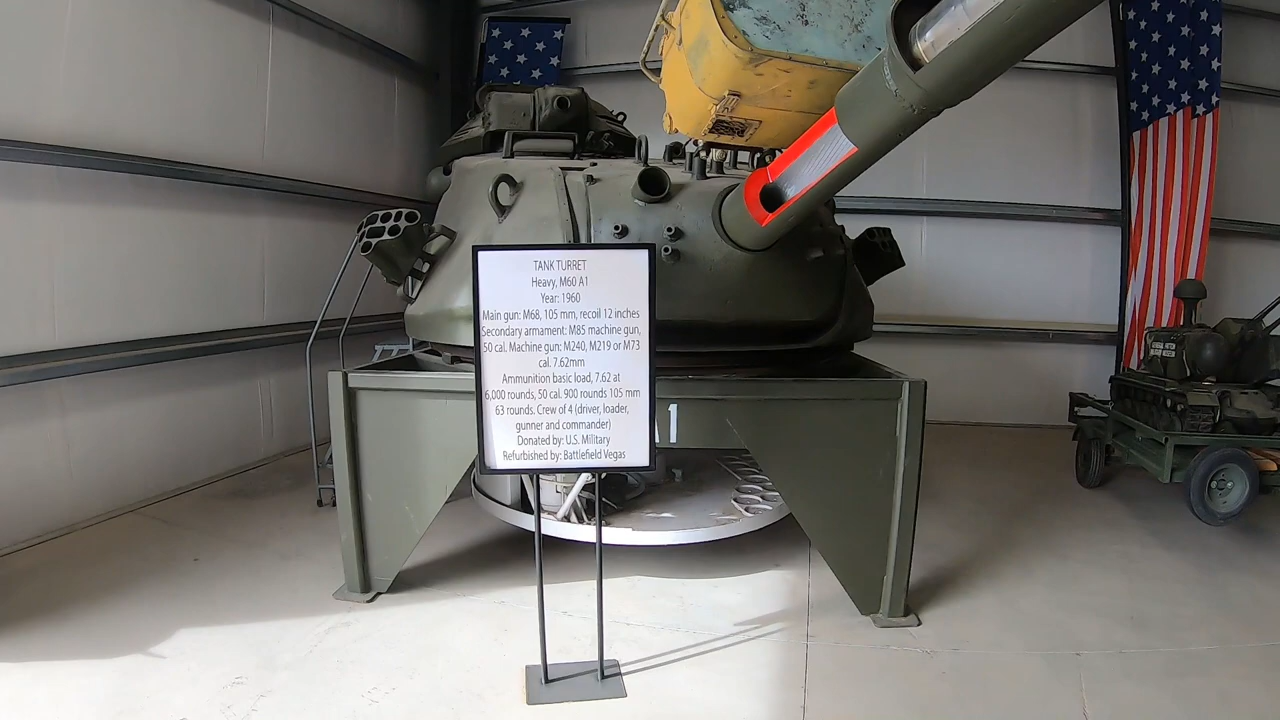 TANK TURRET
Heavy, M60 A1
Year: 1960
Main gun: M68, 105 mm, recoil 12 inches
Secondary armament: M85 machine gun,
50 cal. Machine gun: M240, M219 or M73
cal. 7.62mm
Ammunition basic load, 7.62 at
6,000 rounds, 50 cal. 900 rounds 105 mm
63 rounds. Crew of 4 (driver, loader,
gunner and commander)
Donated by: U.S. Military
Refurbished by: Battlefield Vegas
1